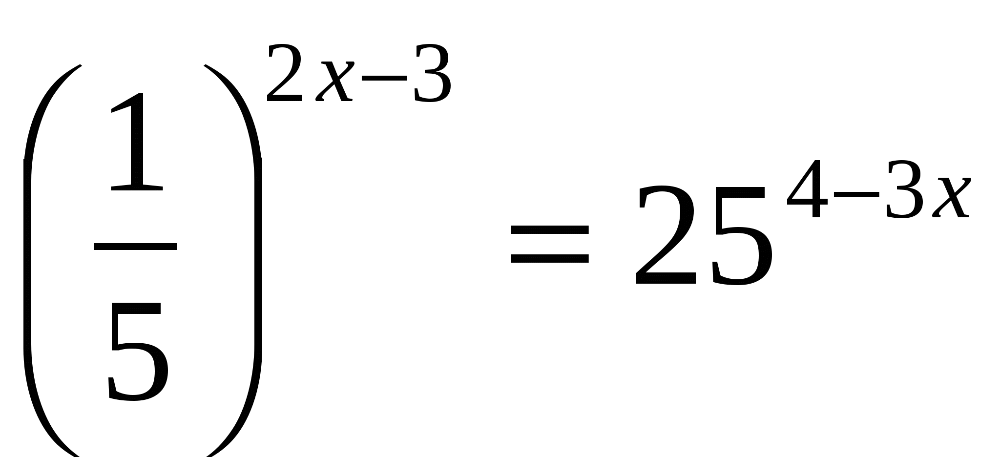 (1/5)^(2x−3) = 25^(4−3x)